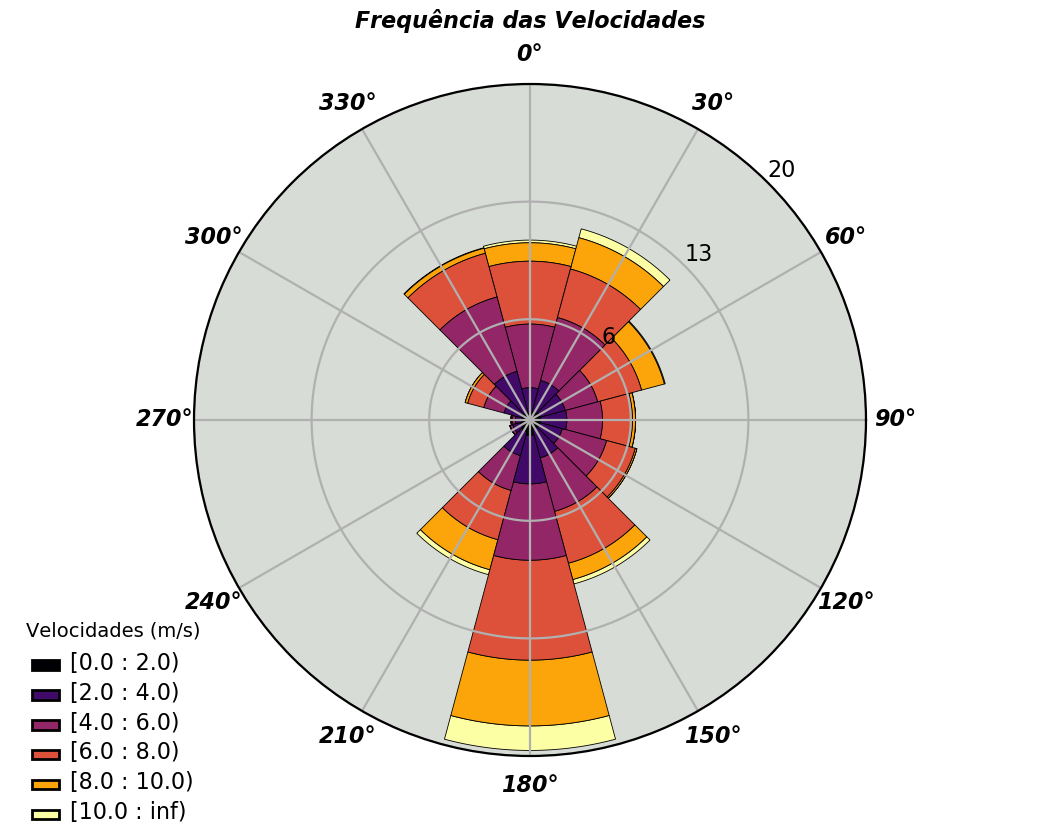 Frequência das Velocidades
0°
330°
30°
20
300°
60°
13
6
270°
90°
240°
120°
210°
150°
180°
Velocidades (m/s)
[0.0 : 2.0)
[2.0 : 4.0)
[4.0 : 6.0)
[6.0 : 8.0)
[8.0 : 10.0)
[10.0 : inf)